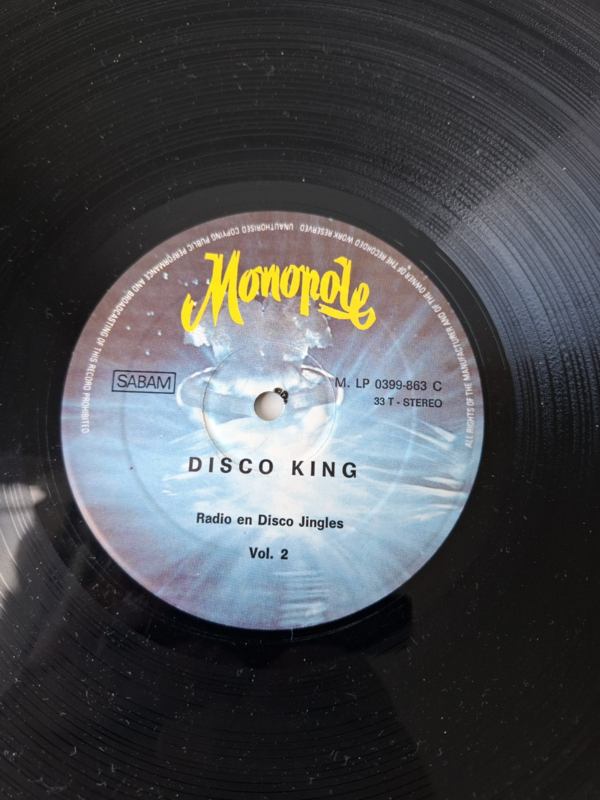 Monopole
SABAM
M. LP 0399-863 C
33 T - STEREO
DISCO KING
Radio en Disco Jingles
Vol. 2
ALL RIGHTS OF THE MANUFACTURER AND OF THE OWNER OF THE RECORDED WORK RESERVED UNAUTHORISED COPYING PUBLIC PERFORMANCE AND BROADCASTING OF THIS RECORD PROHIBITED